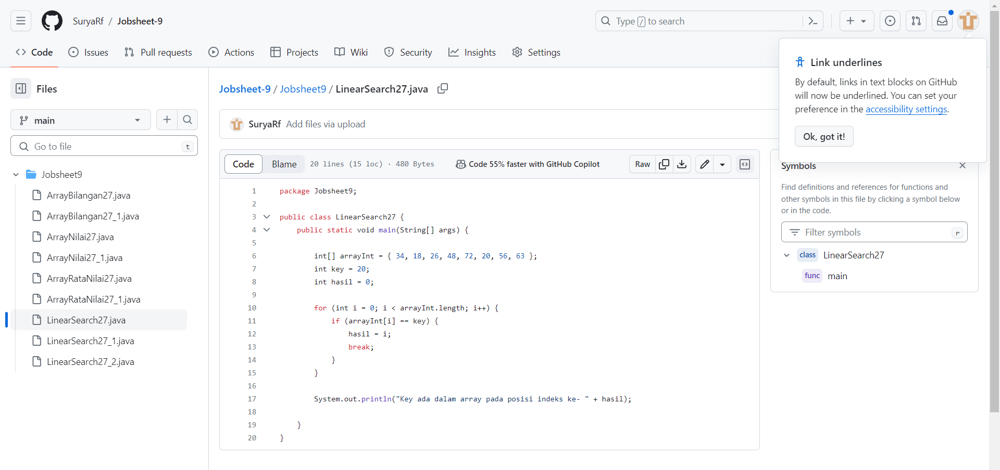 SuryaRf / Jobsheet-9
Type / to search
Code
Issues
Pull requests
Actions
Projects
Wiki
Security
Insights
Settings
Link underlines
By default, links in text blocks on GitHub
will now be underlined. You can set your
preference in the accessibility settings.
Ok, got it!
Files
main
Go to file
t
Jobsheet9
ArrayBilangan27.java
ArrayBilangan27_1.java
ArrayNilai27.java
ArrayNilai27_1.java
ArrayRataNilai27.java
ArrayRataNilai27_1.java
LinearSearch27.java
LinearSearch27_1.java
LinearSearch27_2.java
Jobsheet-9 / Jobsheet9 / LinearSearch27.java
SuryaRf Add files via upload
Code
Blame
20 lines (15 loc) · 480 Bytes
Code 55% faster with GitHub Copilot
Raw
1 package Jobsheet9;
2
3 public class LinearSearch27 {
4 public static void main(String[] args) {
5
6 int[] arrayInt = { 34, 18, 26, 48, 72, 20, 56, 63 };
7 int key = 20;
8 int hasil = 0;
9
10 for (int i = 0; i < arrayInt.length; i++) {
11 if (arrayInt[i] == key) {
12 hasil = i;
13 break;
14 }
15 }
16
17 System.out.println("Key ada dalam array pada posisi indeks ke- " + hasil);
18
19 }
20 }
Symbols
Find definitions and references for functions and
other symbols in this file by clicking a symbol below
or in the code.
Filter symbols
r
class LinearSearch27
func main